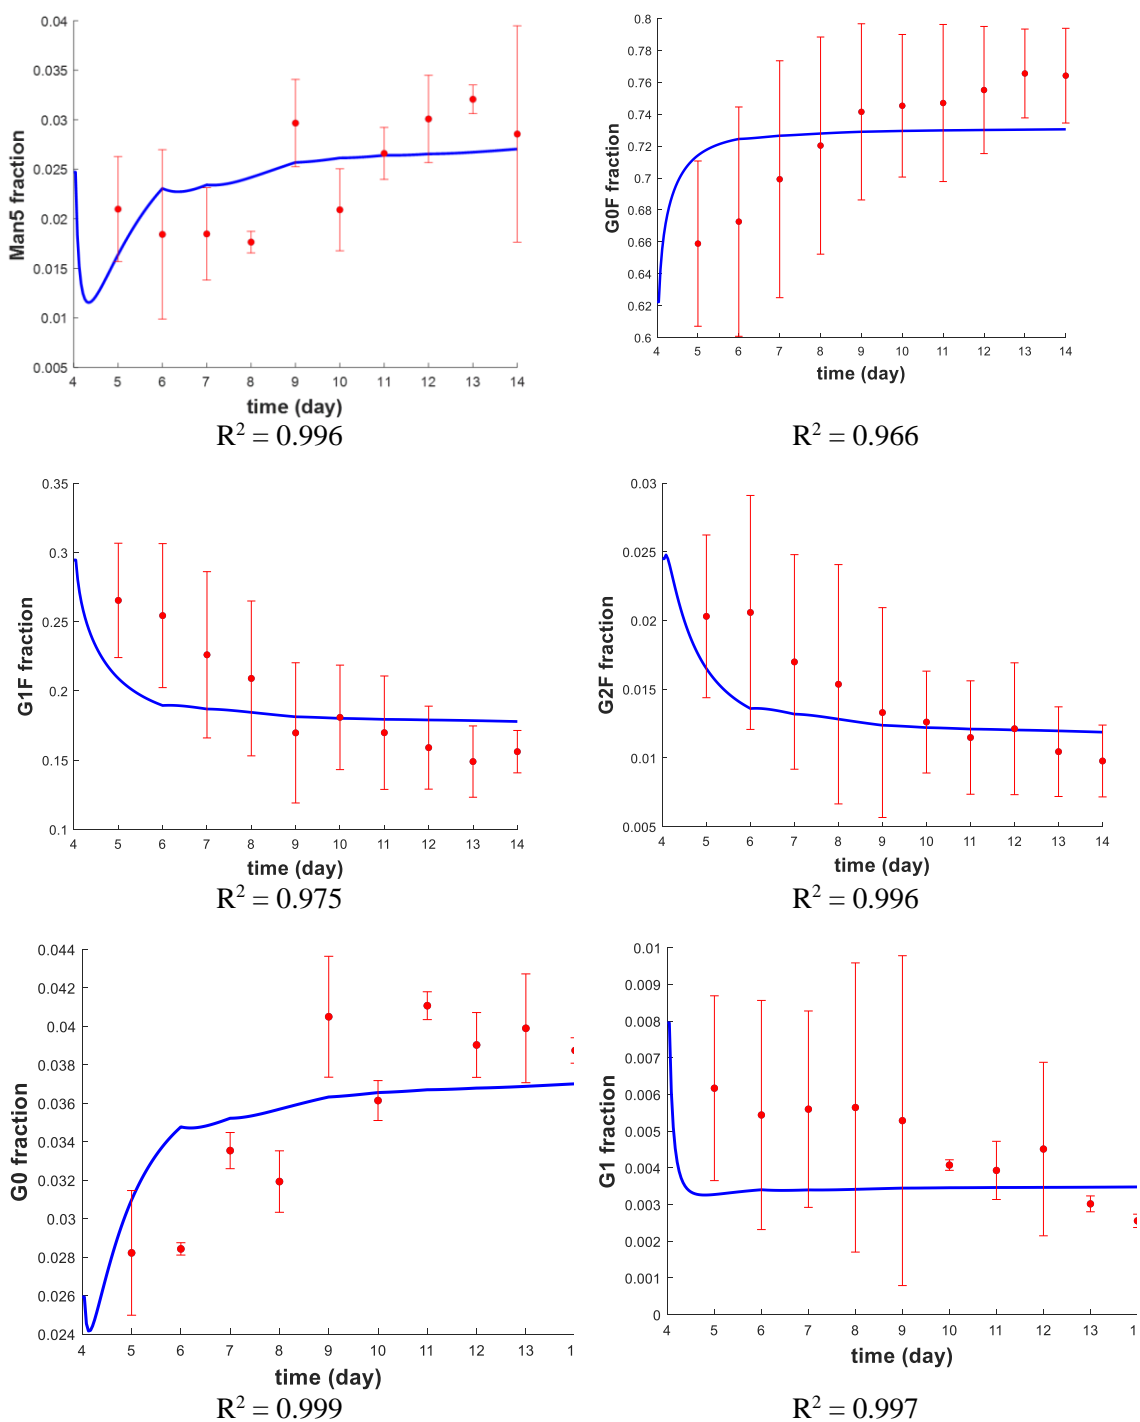 0.04
0.035
0.03
0.025
0.02
0.015
0.01
0.005
Man5 fraction
4 5 6 7 8 9 10 11 12 13 14
time (day)
R² = 0.996
0.8
0.78
0.76
0.74
0.72
0.7
0.68
0.66
0.64
0.62
0.6
G0F fraction
4 5 6 7 8 9 10 11 12 13 14
time (day)
R² = 0.966
0.35
0.3
0.25
0.2
0.15
0.1
G1F fraction
4 5 6 7 8 9 10 11 12 13 14
time (day)
R² = 0.975
0.03
0.025
0.02
0.015
0.01
0.005
G2F fraction
4 5 6 7 8 9 10 11 12 13 14
time (day)
R² = 0.996
0.044
0.042
0.04
0.038
0.036
0.034
0.032
0.03
0.028
0.026
0.024
G0 fraction
4 5 6 7 8 9 10 11 12 13 1
time (day)
R² = 0.999
0.01
0.009
0.008
0.007
0.006
0.005
0.004
0.003
0.002
0.001
0
G1 fraction
4 5 6 7 8 9 10 11 12 13 1
time (day)
R² = 0.997